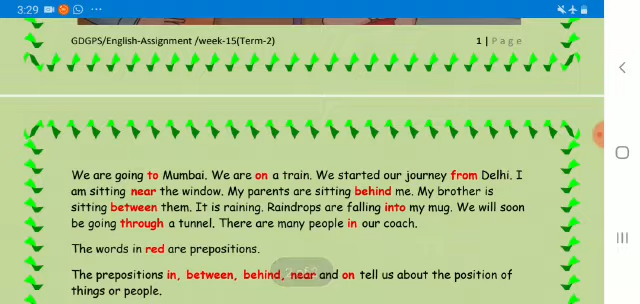 3:29
GDGPS/English-Assignment /week-15(Term-2) 1 | Page
We are going to Mumbai. We are on a train. We started our journey from Delhi. I
am sitting near the window. My parents are sitting behind me. My brother is
sitting between them. It is raining. Raindrops are falling into my mug. We will soon
be going through a tunnel. There are many people in our coach.
The words in red are prepositions.
The prepositions in, between, behind, near and on tell us about the position of
things or people.